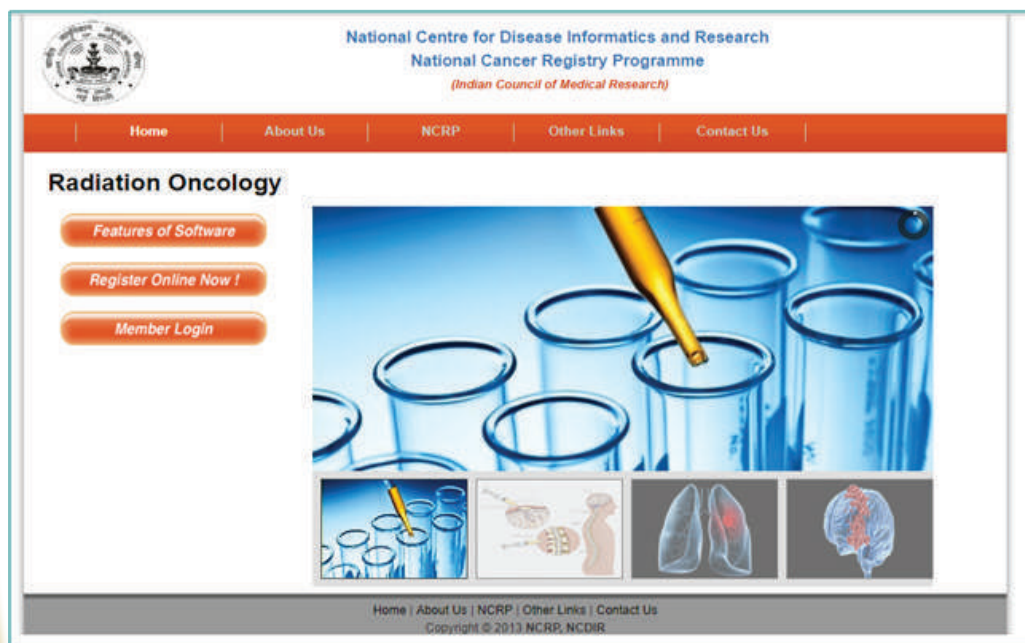 National Centre for Disease Informatics and Research
National Cancer Registry Programme
(Indian Council of Medical Research)
Home About Us NCRP Other Links Contact Us
Radiation Oncology
Features of Software
Register Online Now !
Member Login
Home | About Us | NCRP | Other Links | Contact Us
Copyright © 2013 NCRP, NCDIR